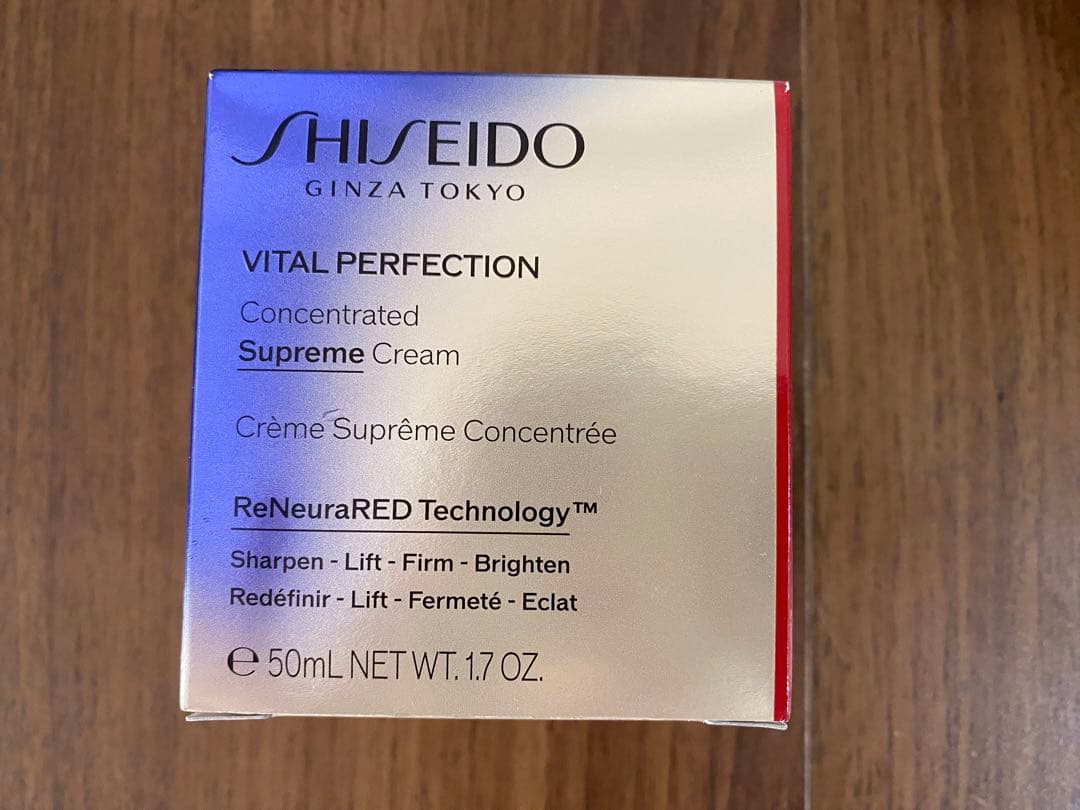 SHISEIDO
GINZA TOKYO
VITAL PERFECTION
Concentrated
Supreme Cream
Crème Suprême Concentrée
ReNeuraRED Technology™
Sharpen - Lift - Firm - Brighten
Redéfinir - Lift - Fermeté - Eclat
℮ 50mL NET WT. 1.7 OZ.